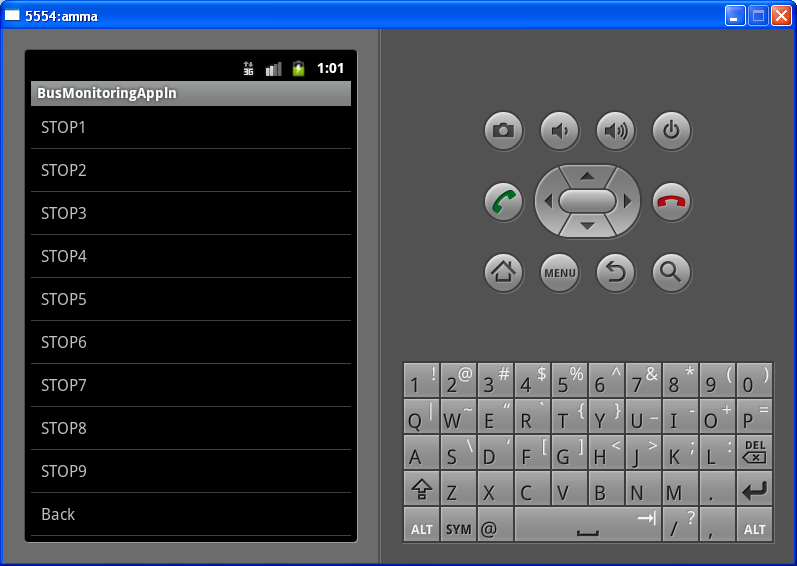 5554:amma
3G 1:01
BusMonitoringAppln
STOP1
STOP2
STOP3
STOP4
STOP5
STOP6
STOP7
STOP8
STOP9
Back
MENU
1 ! 2 @ 3 # 4 $ 5 % 6 ^ 7 & 8 * 9 ( 0 )
Q | W ~ E “ R ` T { Y } U _ I - O + P =
A S \ D ‘ F [ G ] H < J > K ; L : DEL
Z X C V B N M .
ALT SYM @ / ? , ALT